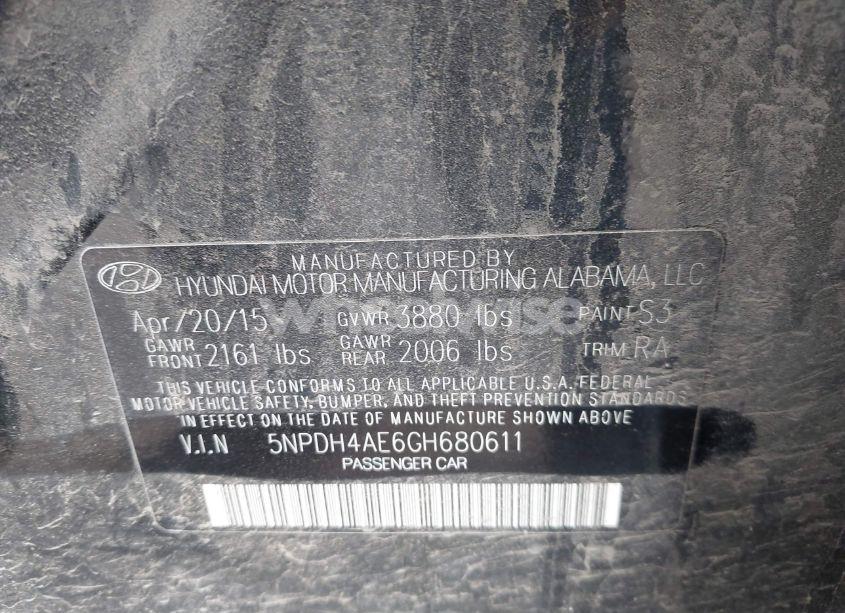 MANUFACTURED BY
HYUNDAI MOTOR MANUFACTURING ALABAMA, LLC
Apr/20/15 GVWR 3880 lbs PAINT S3
GAWR FRONT 2161 lbs GAWR REAR 2006 lbs TRIM RA
THIS VEHICLE CONFORMS TO ALL APPLICABLE U.S.A. FEDERAL
MOTOR VEHICLE SAFETY, BUMPER, AND THEFT PREVENTION STANDARDS
IN EFFECT ON THE DATE OF MANUFACTURE SHOWN ABOVE
V.I.N 5NPDH4AE6GH680611
PASSENGER CAR